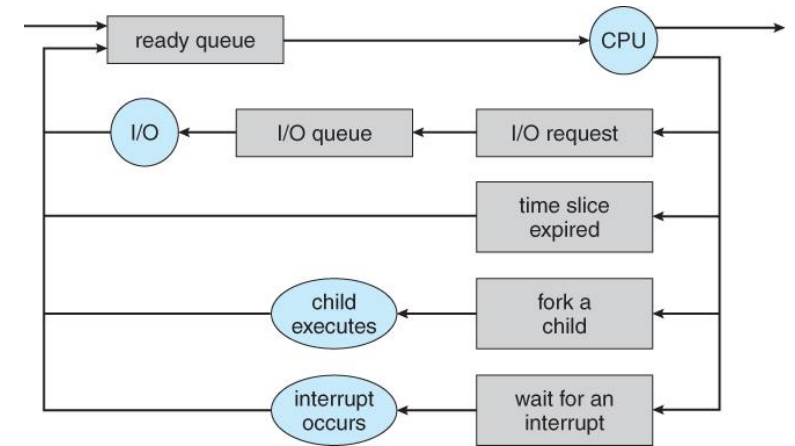 ready queue
CPU
I/O
I/O queue
I/O request
time slice
expired
child
executes
fork a
child
interrupt
occurs
wait for an
interrupt